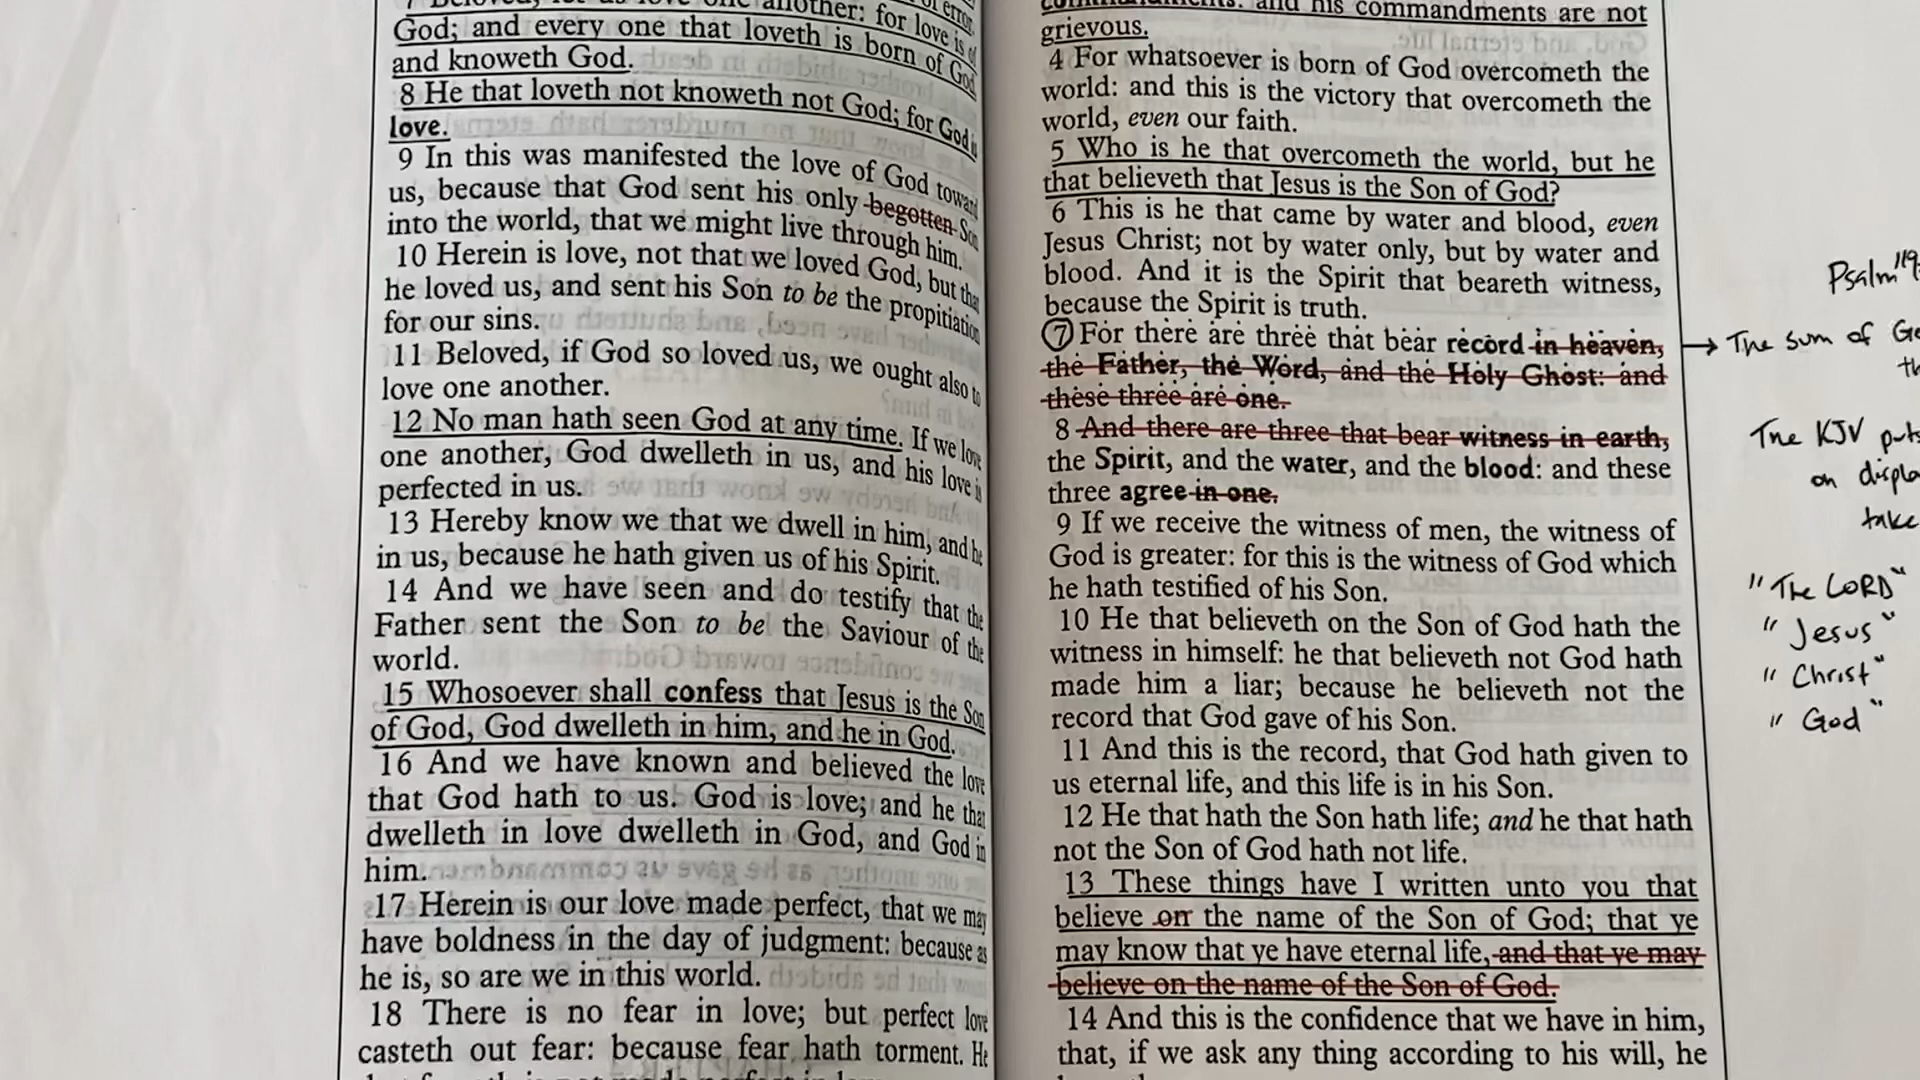 7 Beloved, let us love one another: for love is of
God; and every one that loveth is born of God,
and knoweth God.
8 He that loveth not knoweth not God; for God is
love.
9 In this was manifested the love of God toward
us, because that God sent his only begotten Son
into the world, that we might live through him.
10 Herein is love, not that we loved God, but that
he loved us, and sent his Son to be the propitiation
for our sins.
11 Beloved, if God so loved us, we ought also to
love one another.
12 No man hath seen God at any time. If we love
one another, God dwelleth in us, and his love is
perfected in us.
13 Hereby know we that we dwell in him, and he
in us, because he hath given us of his Spirit.
14 And we have seen and do testify that the
Father sent the Son to be the Saviour of the
world.
15 Whosoever shall confess that Jesus is the Son
of God, God dwelleth in him, and he in God.
16 And we have known and believed the love
that God hath to us. God is love; and he that
dwelleth in love dwelleth in God, and God in
him.
17 Herein is our love made perfect, that we may
have boldness in the day of judgment: because as
he is, so are we in this world.
18 There is no fear in love; but perfect love
casteth out fear: because fear hath torment. He
commandments: and his commandments are not
grievous.
4 For whatsoever is born of God overcometh the
world: and this is the victory that overcometh the
world, even our faith.
5 Who is he that overcometh the world, but he
that believeth that Jesus is the Son of God?
6 This is he that came by water and blood, even
Jesus Christ; not by water only, but by water and
blood. And it is the Spirit that beareth witness,
because the Spirit is truth.
7 For there are three that bear record in heaven,
the Father, the Word, and the Holy Ghost: and
these three are one.
8 And there are three that bear witness in earth,
the Spirit, and the water, and the blood: and these
three agree in one.
9 If we receive the witness of men, the witness of
God is greater: for this is the witness of God which
he hath testified of his Son.
10 He that believeth on the Son of God hath the
witness in himself: he that believeth not God hath
made him a liar; because he believeth not the
record that God gave of his Son.
11 And this is the record, that God hath given to
us eternal life, and this life is in his Son.
12 He that hath the Son hath life; and he that hath
not the Son of God hath not life.
13 These things have I written unto you that
believe on the name of the Son of God; that ye
may know that ye have eternal life, and that ye may
believe on the name of the Son of God.
14 And this is the confidence that we have in him,
that, if we ask any thing according to his will, he
Psalm 119
→ The sum of
The KJV puts
on
take
"The LORD"
"Jesus"
"Christ"
"God"